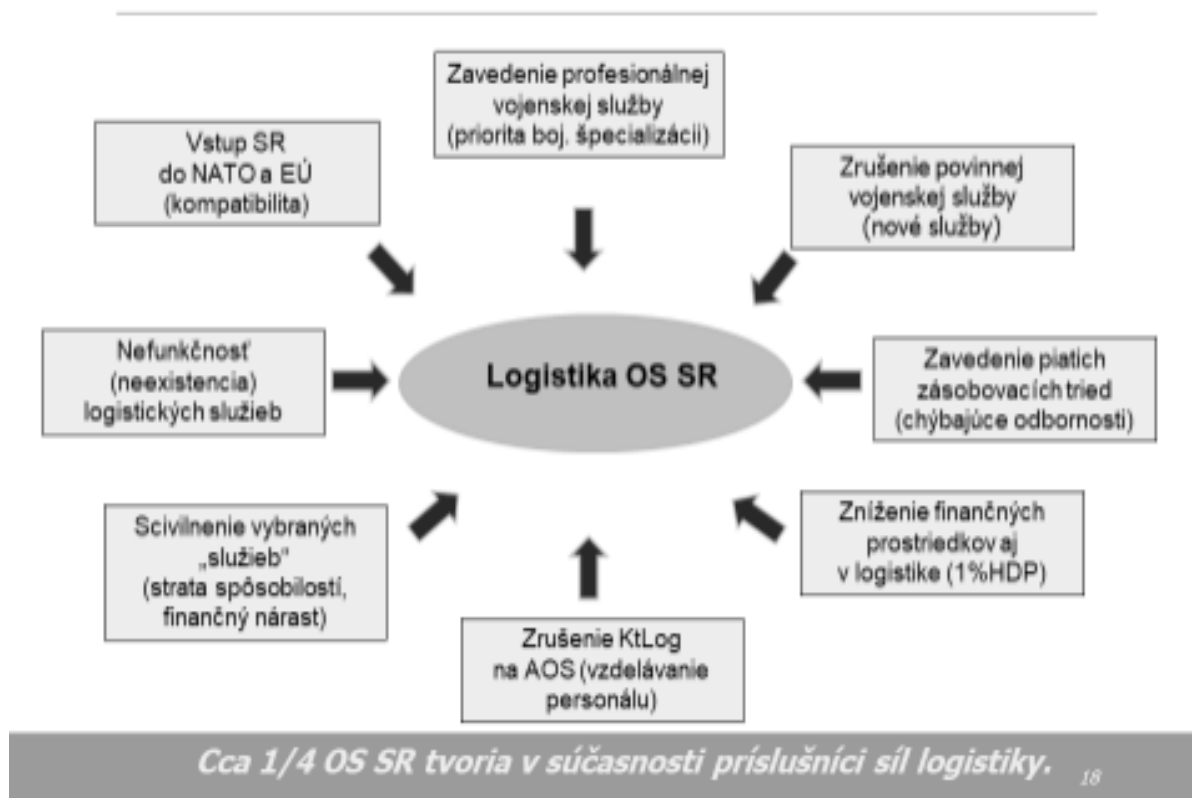 Zavedenie profesionálnej
vojenskej služby
(priorita boj. špecializácii)
Vstup SR
do NATO a EÚ
(kompatibilita)
Zrušenie povinnej
vojenskej služby
(nové služby)
Nefunkčnosť
(neexistencia)
logistických služieb
Logistika OS SR
Zavedenie piatich
zásobovacích tried
(chýbajúce odbornosti)
Scivilnenie vybraných
„služieb"
(strata spôsobilostí,
finančný nárast)
Zníženie finančných
prostriedkov aj
v logistike (1%HDP)
Zrušenie KtLog
na AOS (vzdelávanie
personálu)
Cca 1/4 OS SR tvoria v súčasnosti príslušníci síl logistiky.
18